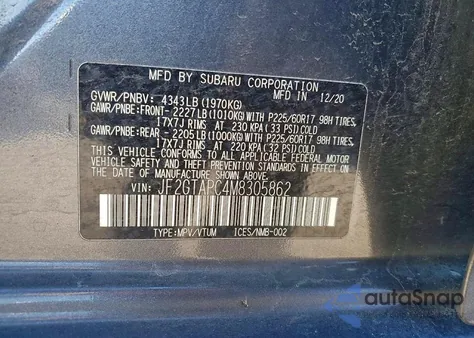 MFD. BY SUBARU CORPORATION 12/20
GVWR/PNBV: 4343LB(1970KG)
GAWR/PNBE:FRONT- 2227LB(1010KG)WITH P225/60R17 98H TIRES,
17X7J RIMS AT 230 KPA(33 PSI)COLD
GAWR/PNBE:REAR - 2205LB(1000KG)WITH P225/60R17 98H TIRES,
17X7J RIMS AT 220 KPA(32 PSI)COLD
THIS VEHICLE CONFORMS TO ALL APPLICABLE FEDERAL MOTOR
VEHICLE SAFETY AND THEFT PREVENTION STANDARDS IN EFFECT ON
THE DATE OF MANUFACTURE SHOWN ABOVE.
VIN: JF2GTAPC4M8305862
TYPE:MPV/VTUM ICES/NMB-002
autaSnap
Powered by